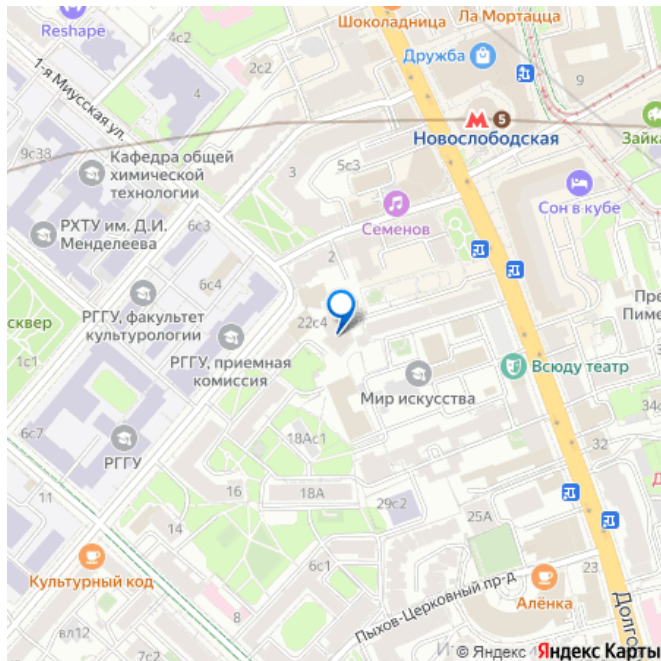 Шоколадница
Ла Мортацца
Reshape
4с2
2с2
Дружба
9
4
1-я Миусская ул.
М 5
Новослободская
Зайка
9с38
Кафедра общей
химической
технологии
3
5с3
Сон в кубе
Семенов
РХТУ им. Д.И.
Менделеева
6с3
2
6с4
РГГУ, факультет
культурологии
сквер
1с1
22с4
РГГУ, приемная
комиссия
Пре
Пиме
Всюду театр
Мир искусства
34с
6с7
РГГУ
18Ас1
32
16
18А
29с2
11
14
25А
Культурный код
6с1
23
Пыхов-Церковный пр-д
Алёнка
8
вл12
7с2
Долго
© Яндекс
Яндекс Карты